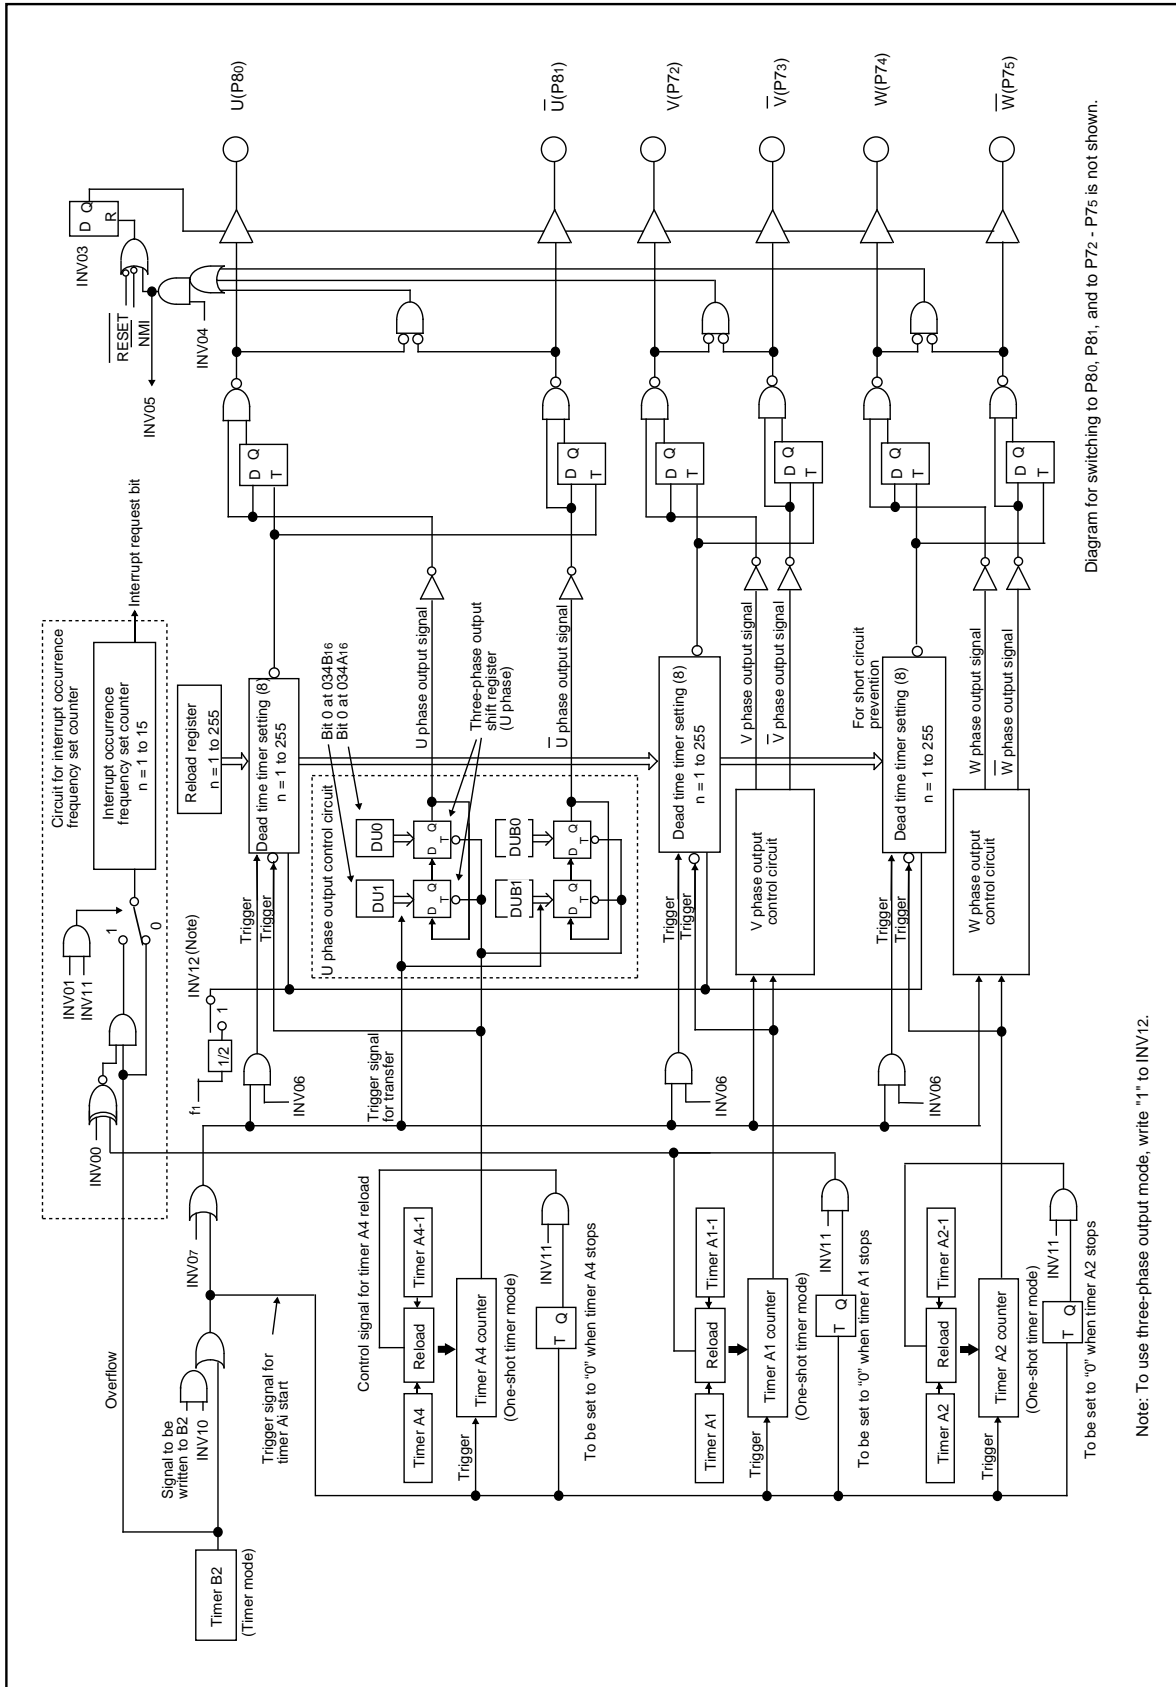 Timer B2
(Timer mode)
Overflow
Signal to be
written to B2
INV10
Trigger signal for
timer Ai start
INV07
Circuit for interrupt occurrence
frequency set counter
INV00
INV01
INV11
1
0
Interrupt occurrence
frequency set counter
n = 1 to 15
Interrupt request bit
f1
1/2
1
INV12 (Note)
Reload register
n = 1 to 255
INV06
Trigger
Trigger
Dead time timer setting (8)
n = 1 to 255
Trigger signal
for transfer
U phase output control circuit
DU1
DU0
Bit 0 at 034B16
Bit 0 at 034A16
D Q
T
D Q
T
Three-phase output
shift register
(U phase)
U phase output signal
DUB1
DUB0
D Q
T
D Q
T
U phase output signal
Control signal for timer A4 reload
Timer A4
Reload
Timer A4-1
Trigger
Timer A4 counter
(One-shot timer mode)
T Q
INV11
To be set to “0” when timer A4 stops
INV06
Trigger
Trigger
Dead time timer setting (8)
n = 1 to 255
V phase output
control circuit
V phase output signal
V phase output signal
Timer A1
Reload
Timer A1-1
Trigger
Timer A1 counter
(One-shot timer mode)
T Q
INV11
To be set to “0” when timer A1 stops
INV06
Trigger
Trigger
For short circuit
prevention
Dead time timer setting (8)
n = 1 to 255
W phase output
control circuit
W phase output signal
W phase output signal
Timer A2
Reload
Timer A2-1
Trigger
Timer A2 counter
(One-shot timer mode)
T Q
INV11
To be set to “0” when timer A2 stops
INV05
RESET
NMI
INV04
INV03
D Q
R
D Q
T
D Q
T
D Q
T
D Q
T
D Q
T
D Q
T
U(P80)
U(P81)
V(P72)
V(P73)
W(P74)
W(P75)
Diagram for switching to P80, P81, and to P72 - P75 is not shown.
Note: To use three-phase output mode, write "1" to INV12.